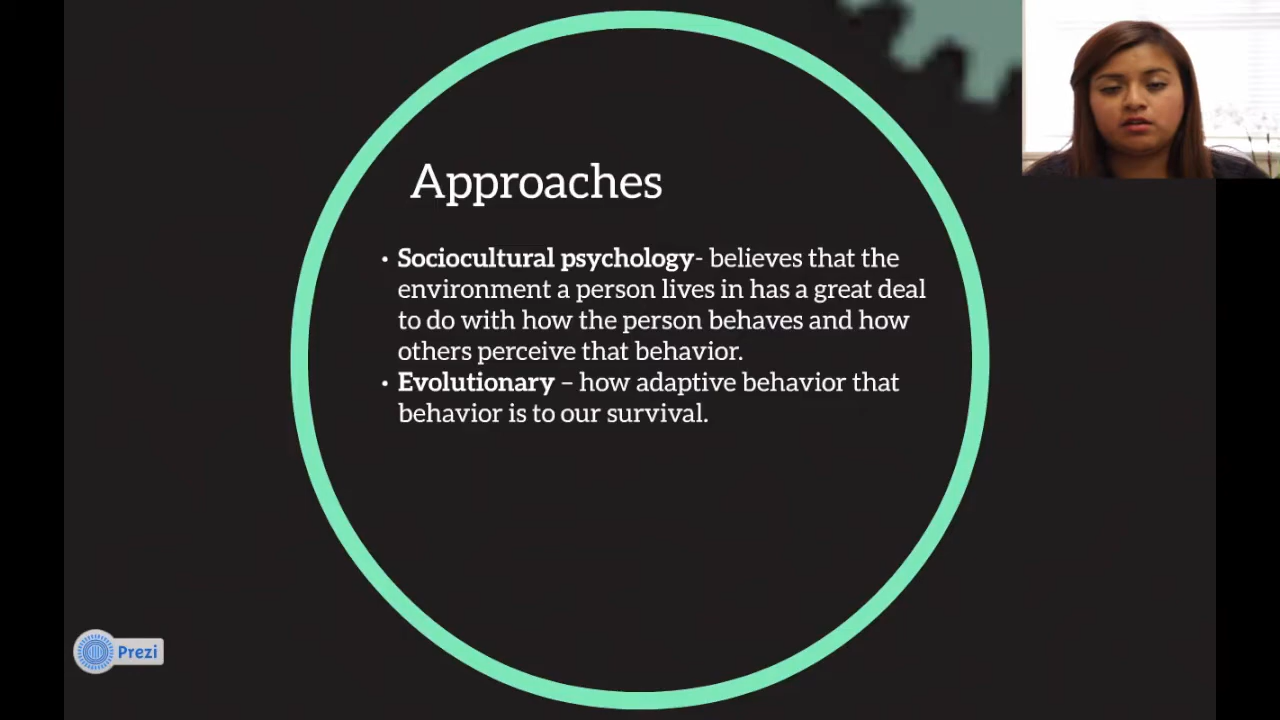 Approaches
• Sociocultural psychology- believes that the
environment a person lives in has a great deal
to do with how the person behaves and how
others perceive that behavior.
• Evolutionary – how adaptive behavior that
behavior is to our survival.
Prezi